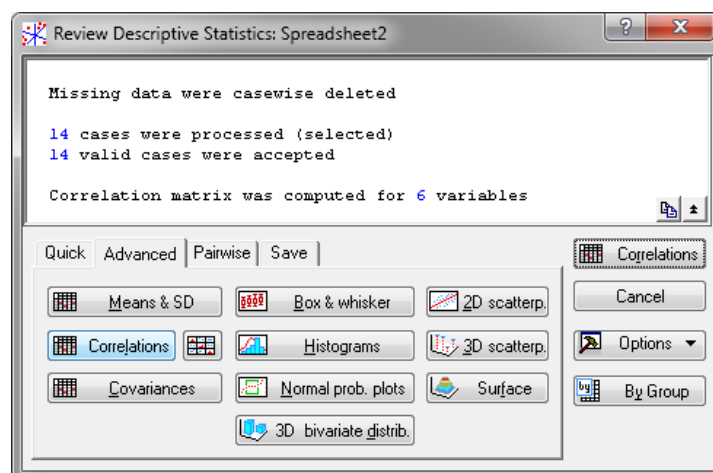 Review Descriptive Statistics: Spreadsheet2
? X
Missing data were casewise deleted
14 cases were processed (selected)
14 valid cases were accepted
Correlation matrix was computed for 6 variables
Quick Advanced Pairwise Save
Correlations
Means & SD Box & whisker 2D scatterp.
Cancel
Correlations Histograms 3D scatterp.
Options
Covariances Normal prob. plots Surface
by By Group
3D bivariate distrib.